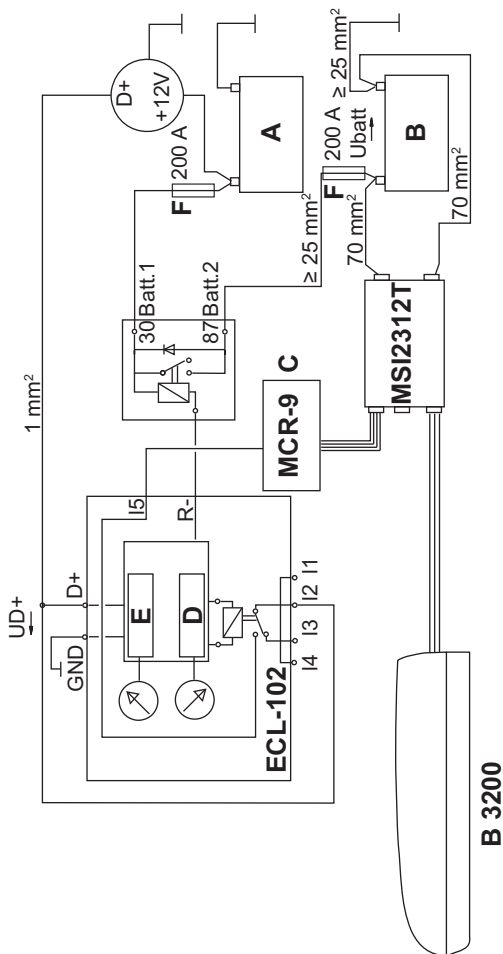 D+
+12V
200 A
F
A
≥ 25 mm²
200 A
Ubatt
F
B
70 mm²
70 mm²
≥ 25 mm²
30 Batt.1
87 Batt.2
1 mm²
MSI2312T
MCR-9
C
I5
R-
UD+
D+
GND
E
D
I1
I2
I3
I4
ECL-102
B 3200